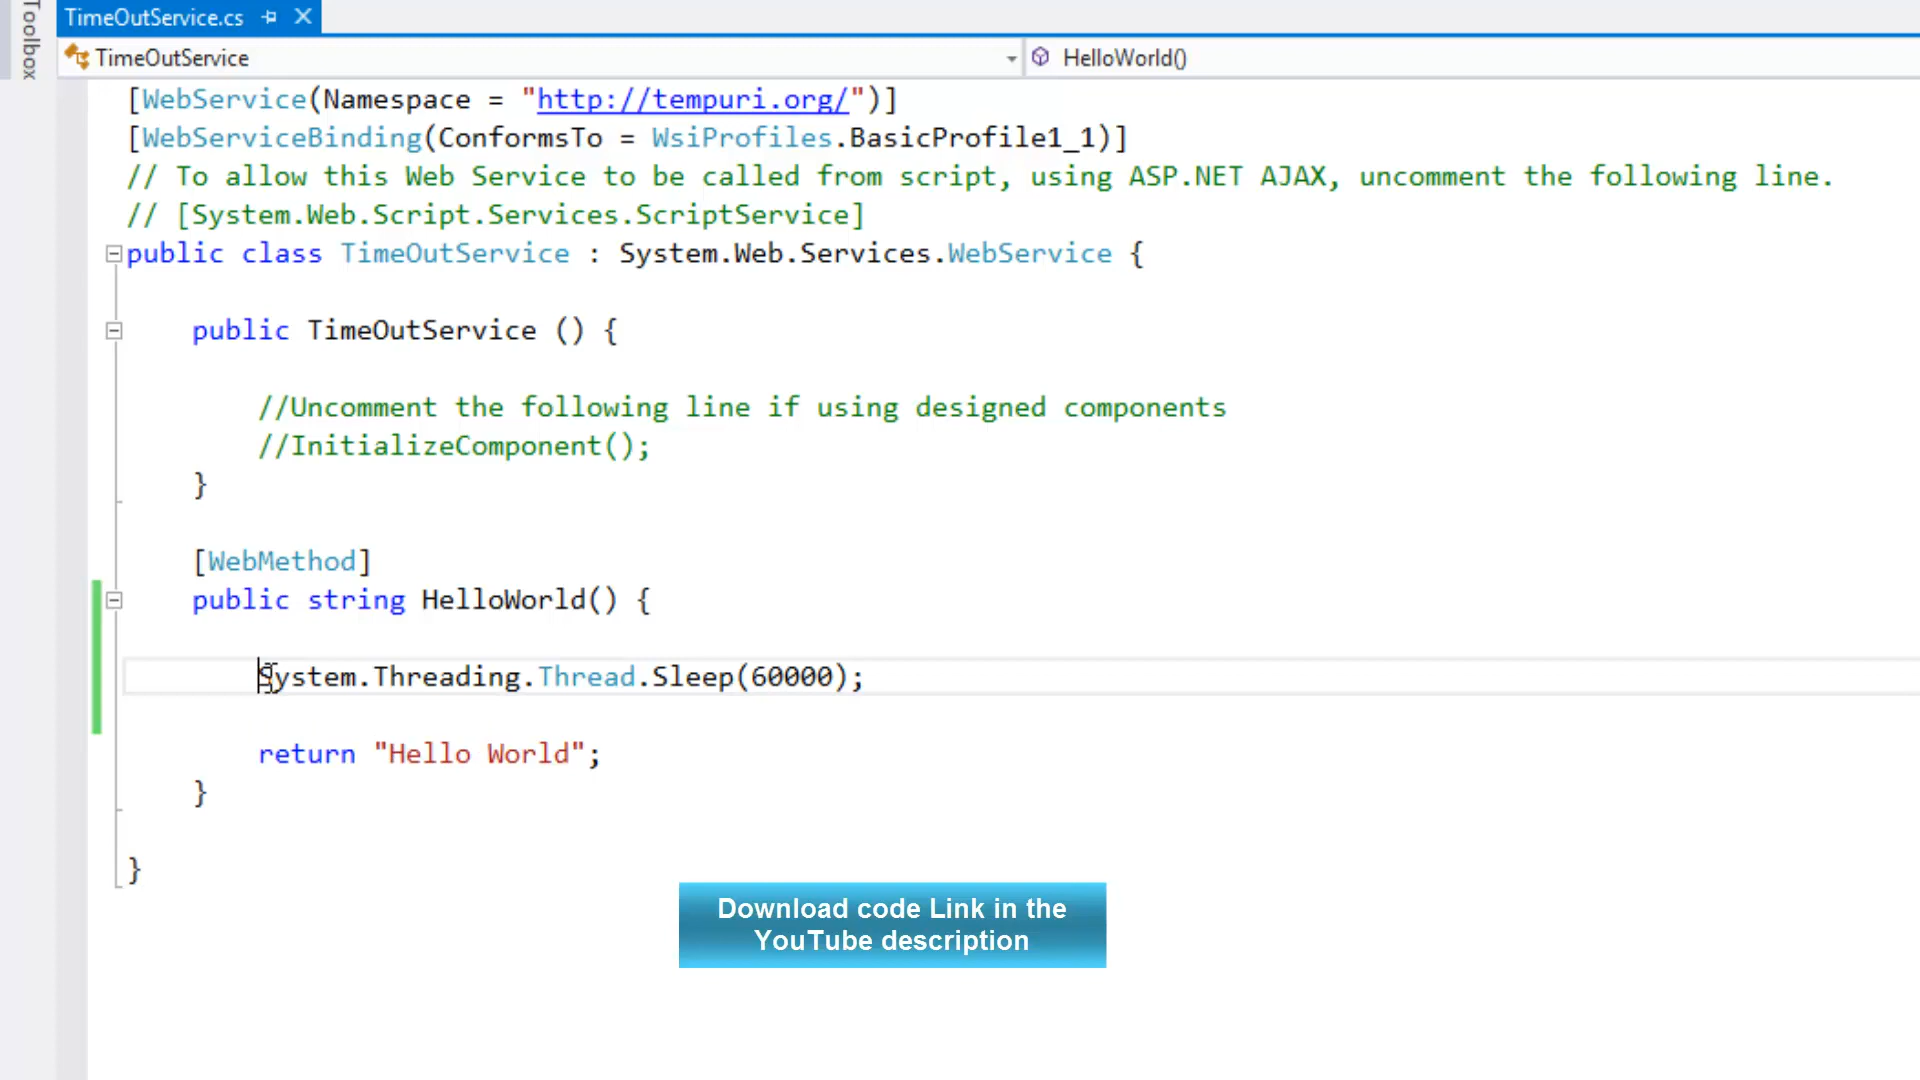 Toolbox
TimeOutService.cs
TimeOutService
HelloWorld()
[WebService(Namespace = "http://tempuri.org/")]
[WebServiceBinding(ConformsTo = WsiProfiles.BasicProfile1_1)]
// To allow this Web Service to be called from script, using ASP.NET AJAX, uncomment the following line.
// [System.Web.Script.Services.ScriptService]
public class TimeOutService : System.Web.Services.WebService {
public TimeOutService () {
//Uncomment the following line if using designed components
//InitializeComponent();
}
[WebMethod]
public string HelloWorld() {
System.Threading.Thread.Sleep(60000);
return "Hello World";
}
}
Download code Link in the
YouTube description